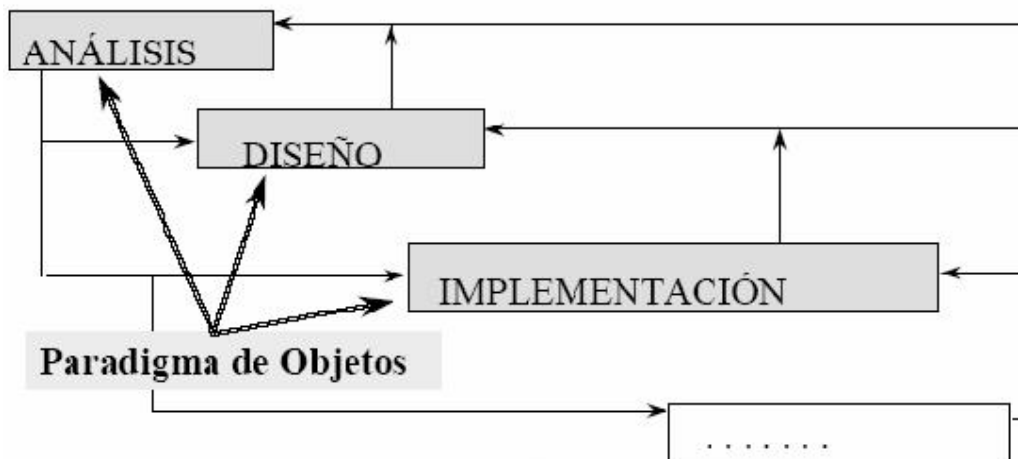 ANÁLISIS
DISEÑO
IMPLEMENTACIÓN
Paradigma de Objetos
. . . . . . .